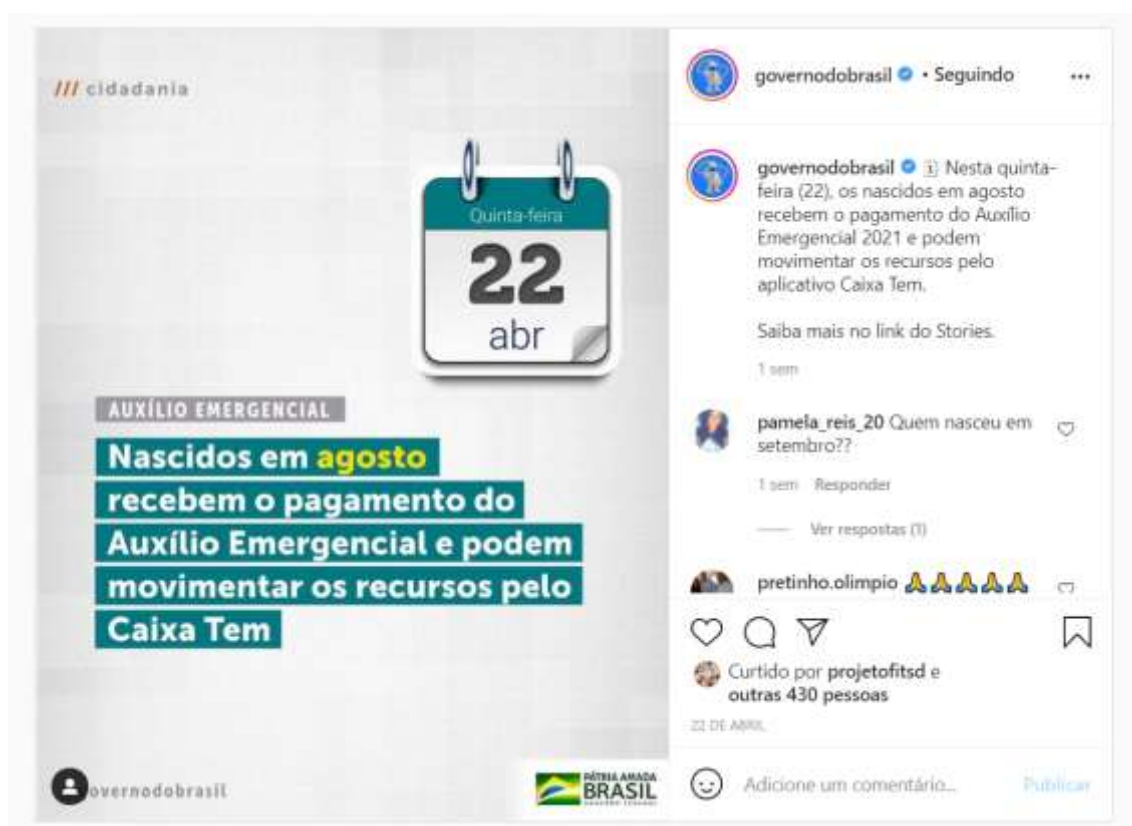 /// cidadania
Quinta-feira
22
abr
AUXÍLIO EMERGENCIAL
Nascidos em agosto
recebem o pagamento do
Auxílio Emergencial e podem
movimentar os recursos pelo
Caixa Tem
overnodobrasil
PÁTRIA AMADA
BRASIL
GOVERNO FEDERAL
governodobrasil • Seguindo
governodobrasil 1 Nesta quinta-
feira (22), os nascidos em agosto
recebem o pagamento do Auxílio
Emergencial 2021 e podem
movimentar os recursos pelo
aplicativo Caixa Tem.
Saiba mais no link do Stories.
1 sem
pamela_reis_20 Quem nasceu em
setembro??
1 sem Responder
Ver respostas (1)
pretinho.olimpio 🙏🙏🙏🙏🙏
Curtido por projetofitsd e
outras 430 pessoas
22 DE ABRIL
Adicione um comentário...
Publicar